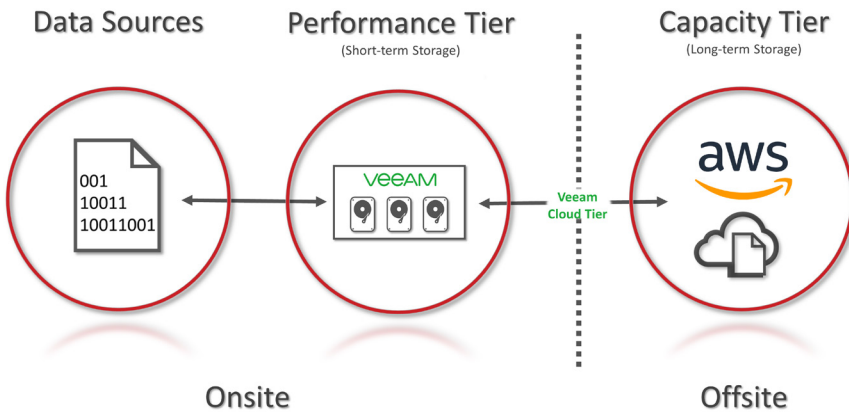 Data Sources
Performance Tier
(Short-term Storage)
Capacity Tier
(Long-term Storage)
001
10011
10011001
VEEAM
Veeam
Cloud Tier
aws
Onsite
Offsite